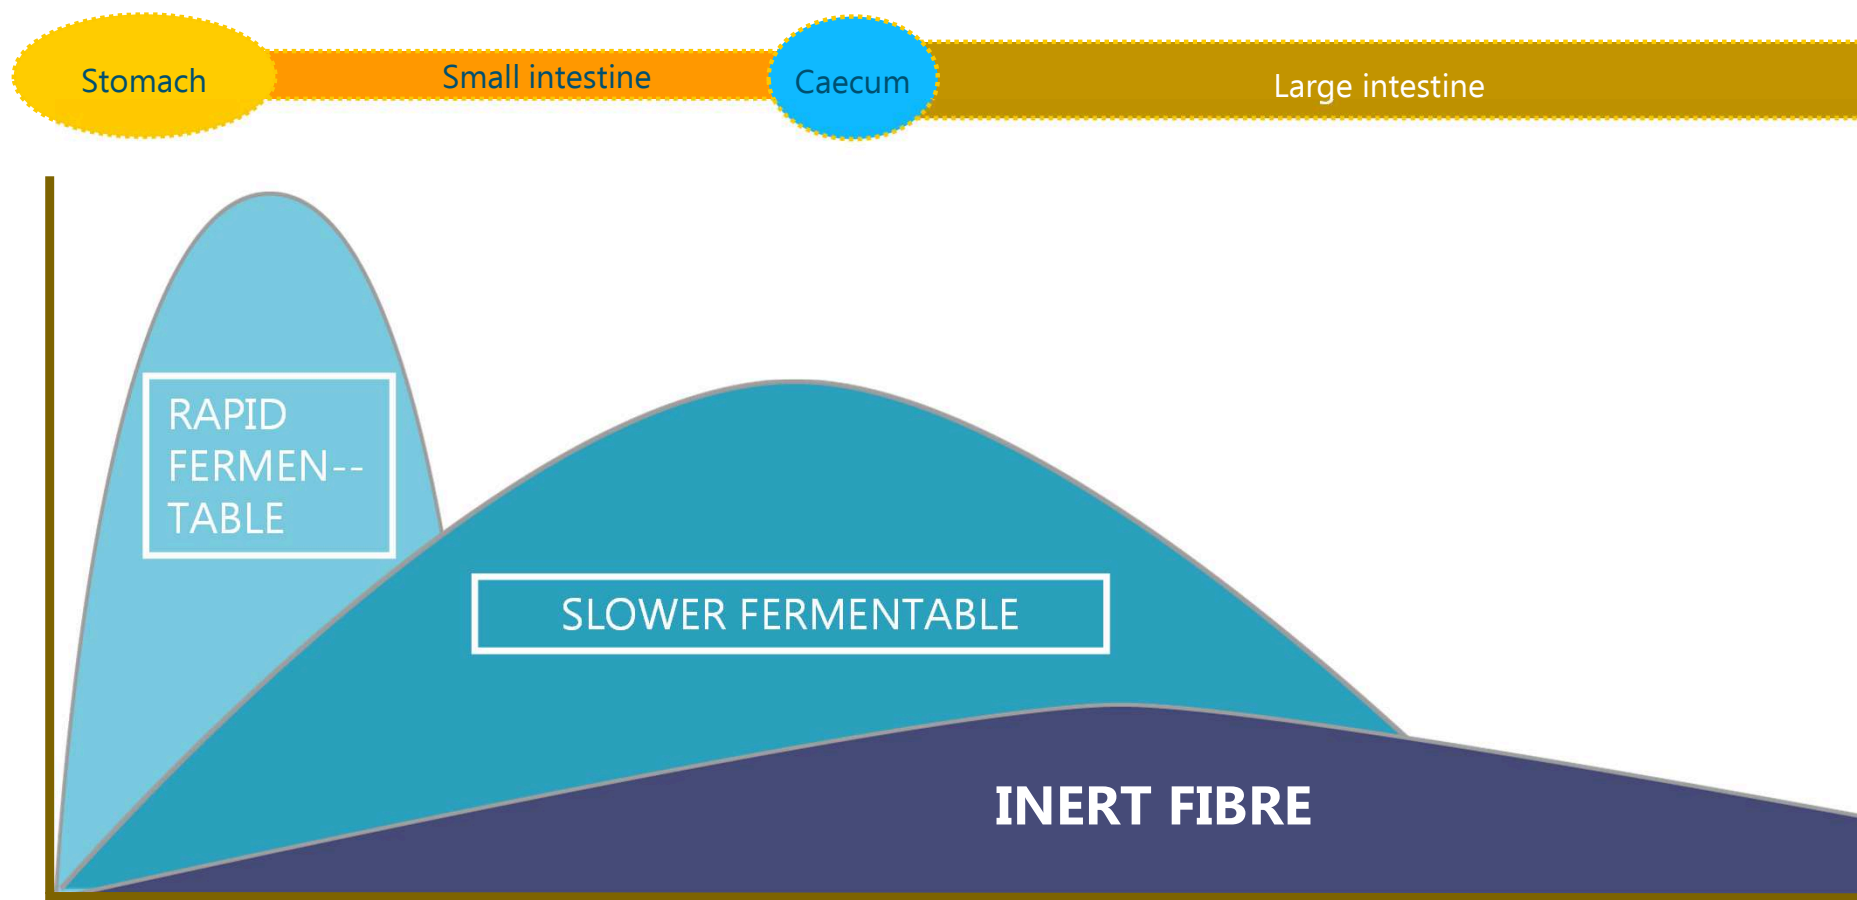 Stomach
Small intestine
Caecum
Large intestine
RAPID
FERMEN--
TABLE
SLOWER FERMENTABLE
INERT FIBRE